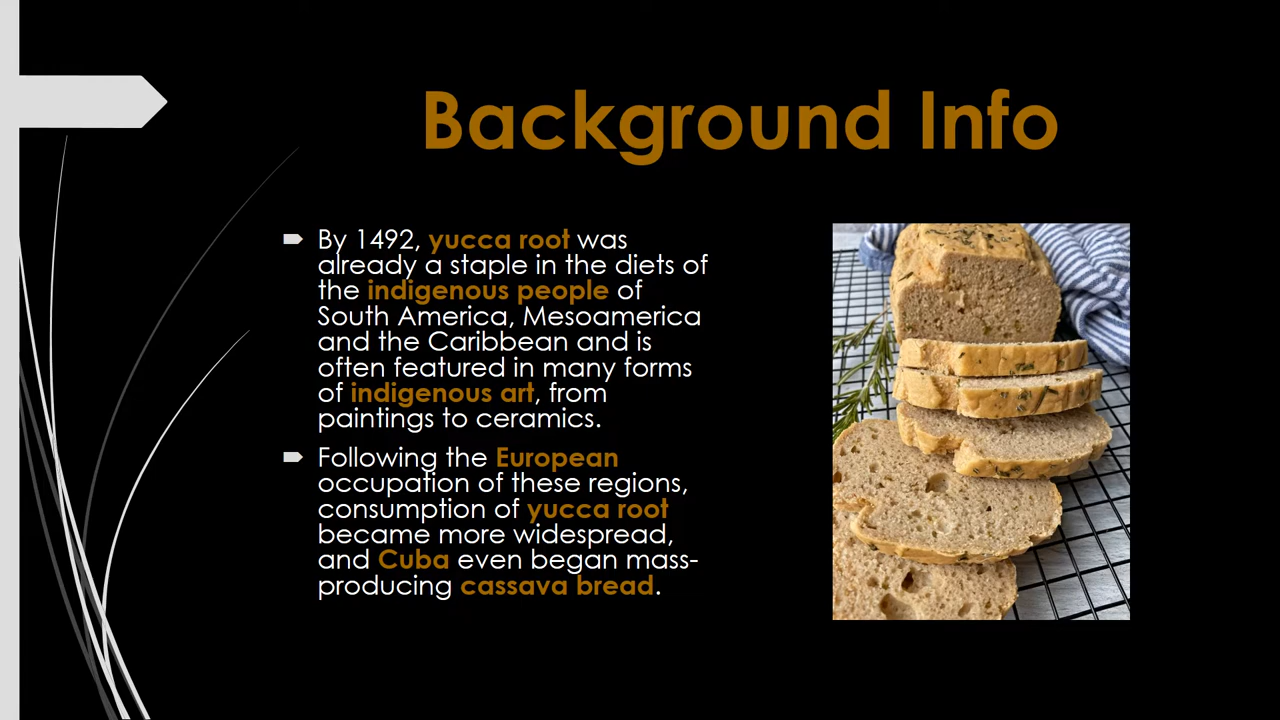 Background Info
By 1492, yucca root was
already a staple in the diets of
the indigenous people of
South America, Mesoamerica
and the Caribbean and is
often featured in many forms
of indigenous art, from
paintings to ceramics.
Following the European
occupation of these regions,
consumption of yucca root
became more widespread,
and Cuba even began mass-
producing cassava bread.